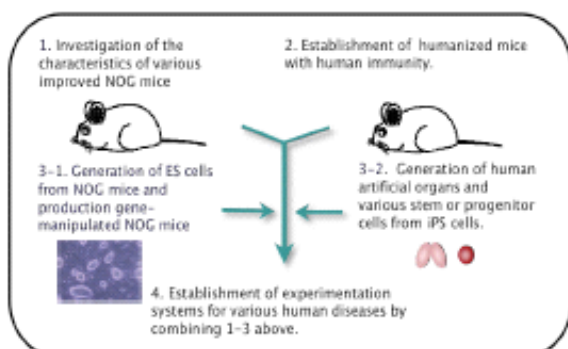 1. Investigation of the
characteristics of various
improved NOG mice
2. Establishment of humanized mice
with human immunity.
3-1. Generation of ES cells
from NOG mice and
production gene-
manipulated NOG mice
3-2. Generation of human
artificial organs and
various stem or progenitor
cells from iPS cells.
4. Establishment of experimentation
systems for various human diseases by
combining 1-3 above.